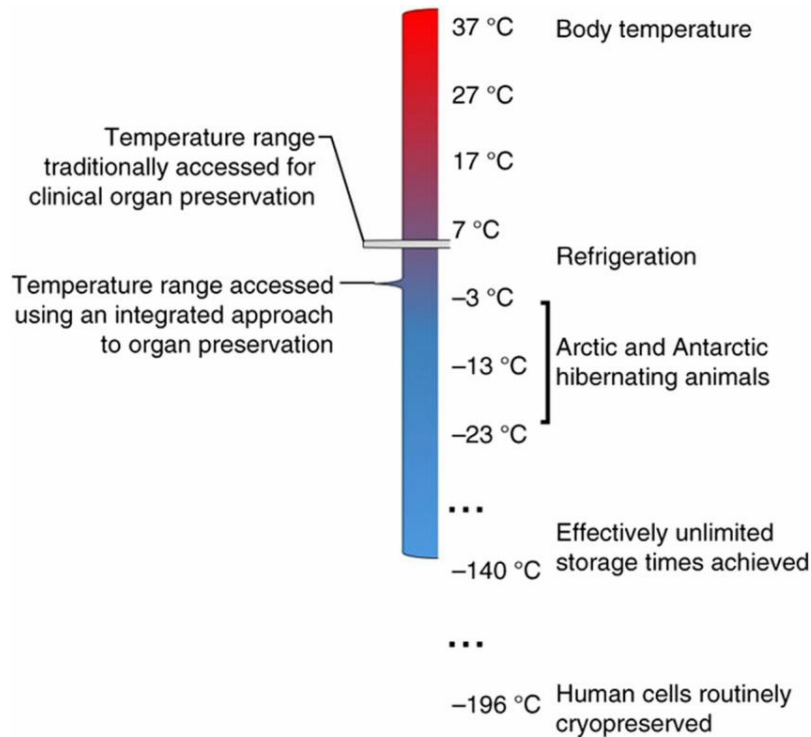 37 °C
Body temperature
27 °C
Temperature range
traditionally accessed for
clinical organ preservation
17 °C
7 °C
Refrigeration
Temperature range accessed
using an integrated approach
to organ preservation
–3 °C
–13 °C
Arctic and Antarctic
hibernating animals
–23 °C
...
Effectively unlimited
storage times achieved
–140 °C
...
–196 °C
Human cells routinely
cryopreserved